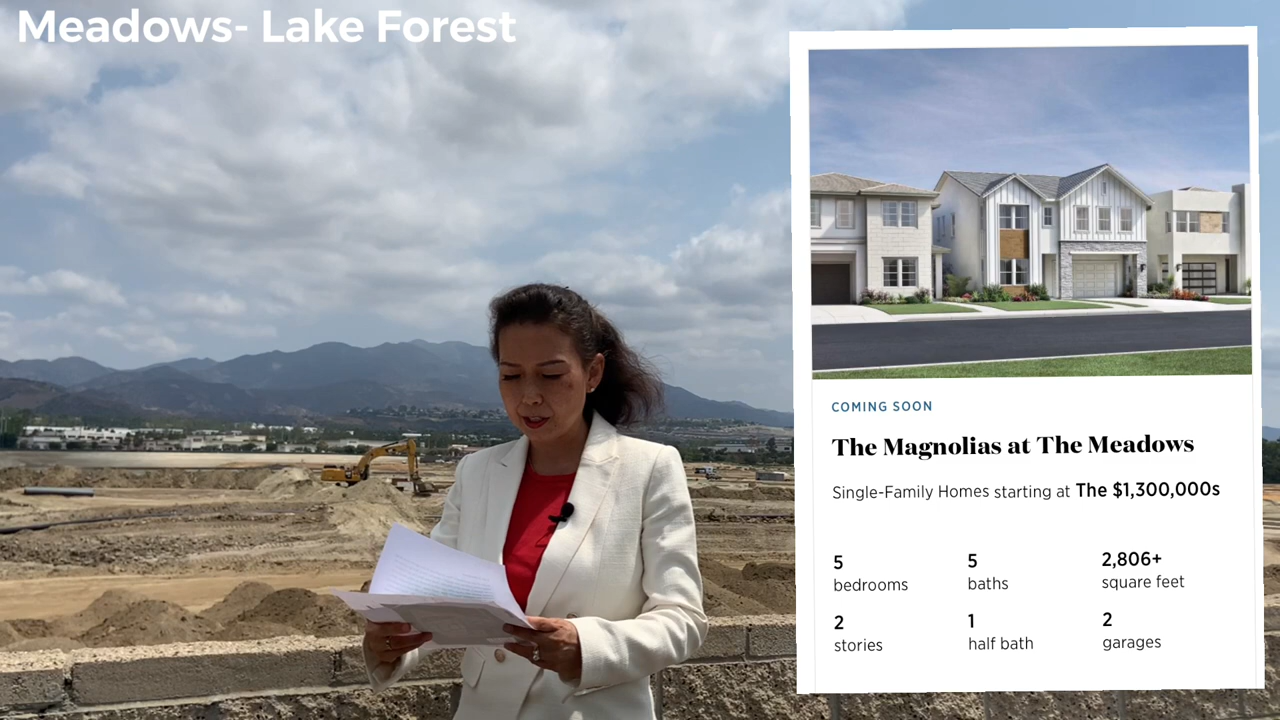 Meadows- Lake Forest
COMING SOON
The Magnolias at The Meadows
Single-Family Homes starting at The $1,300,000s
5 5 2,806+
bedrooms baths square feet
2 1 2
stories half bath garages